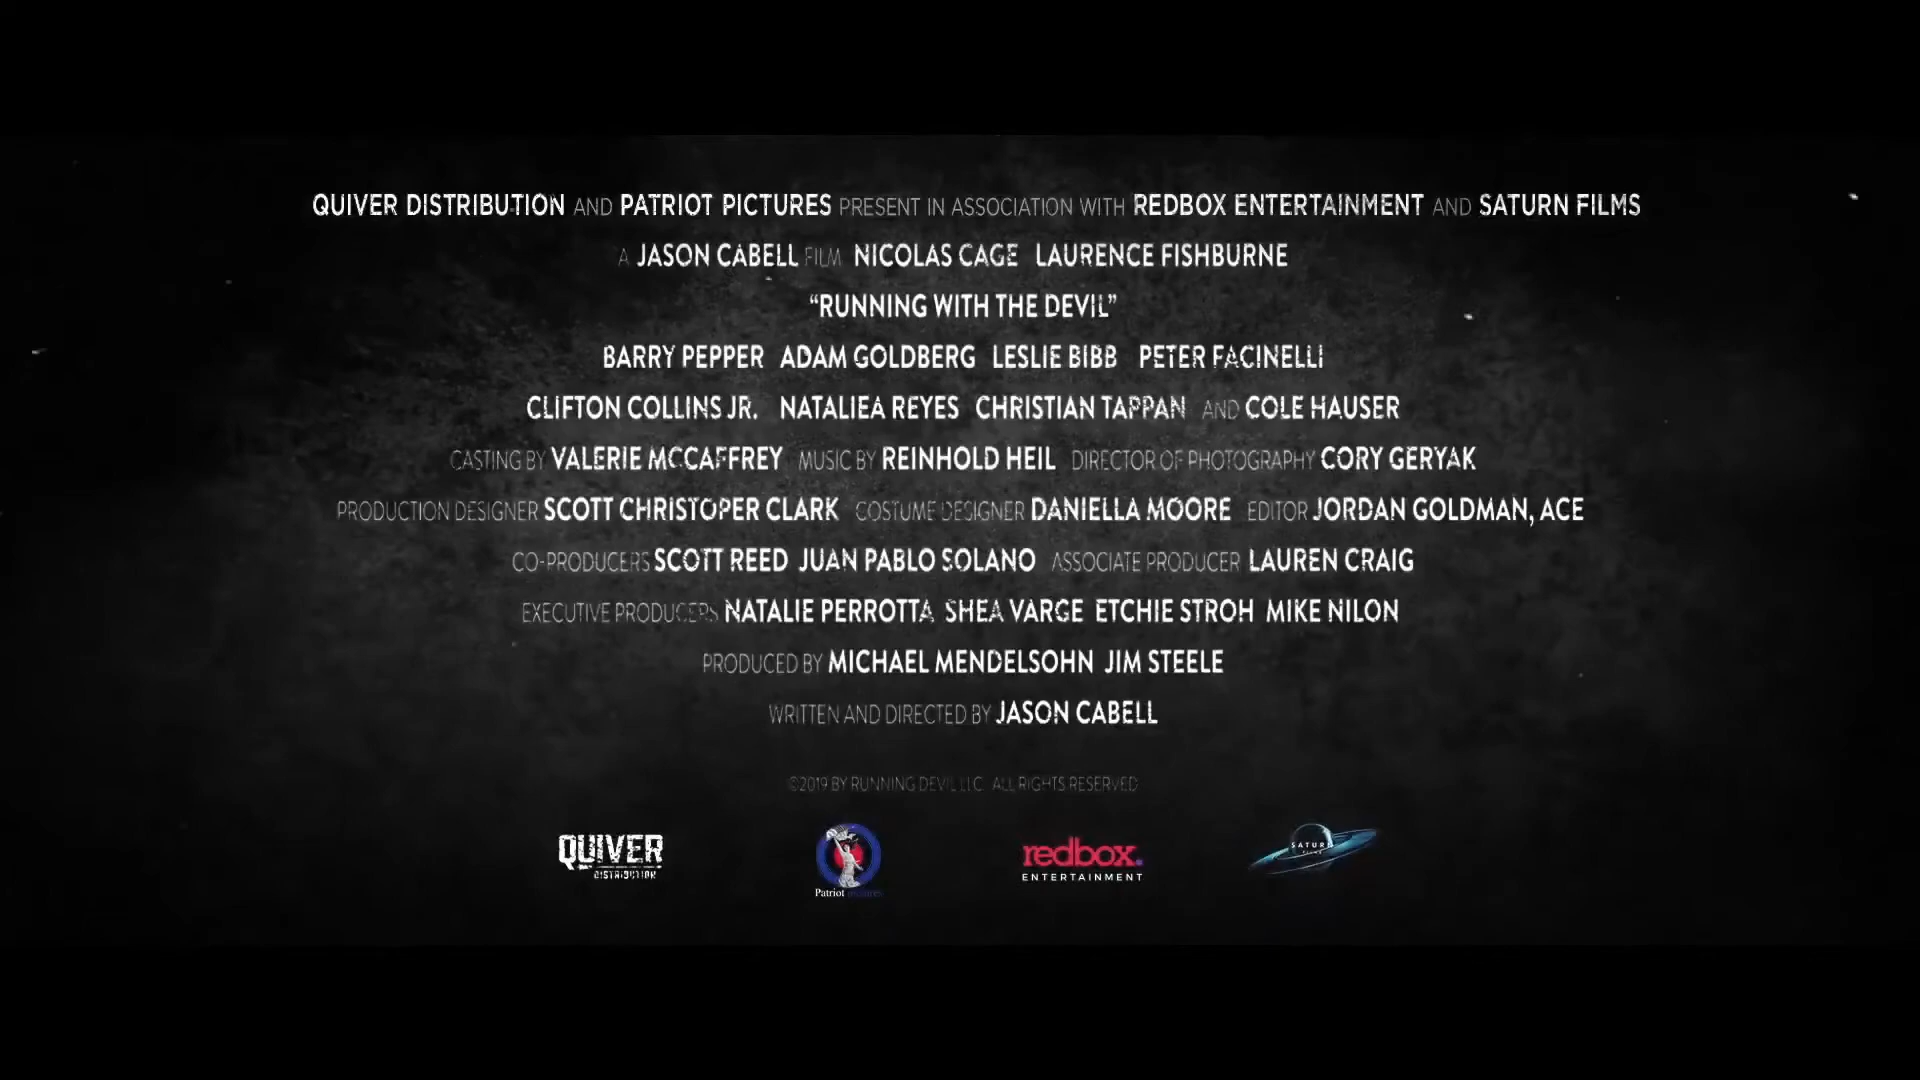 QUIVER DISTRIBUTION AND PATRIOT PICTURES PRESENT IN ASSOCIATION WITH REDBOX ENTERTAINMENT AND SATURN FILMS
A JASON CABELL FILM NICOLAS CAGE LAURENCE FISHBURNE
“RUNNING WITH THE DEVIL”
BARRY PEPPER ADAM GOLDBERG LESLIE BIBB PETER FACINELLI
CLIFTON COLLINS JR. NATALIEA REYES CHRISTIAN TAPPAN AND COLE HAUSER
CASTING BY VALERIE MCCAFFREY MUSIC BY REINHOLD HEIL DIRECTOR OF PHOTOGRAPHY CORY GERYAK
PRODUCTION DESIGNER SCOTT CHRISTOPER CLARK COSTUME DESIGNER DANIELLA MOORE EDITOR JORDAN GOLDMAN, ACE
CO-PRODUCERS SCOTT REED JUAN PABLO SOLANO ASSOCIATE PRODUCER LAUREN CRAIG
EXECUTIVE PRODUCERS NATALIE PERROTTA SHEA VARGE ETCHIE STROH MIKE NILON
PRODUCED BY MICHAEL MENDELSOHN JIM STEELE
WRITTEN AND DIRECTED BY JASON CABELL
©2019 BY RUNNING DEVIL LLC ALL RIGHTS RESERVED
QUIVER
DISTRIBUTION
Patriot Pictures
redbox.
ENTERTAINMENT
SATURN
FILMS